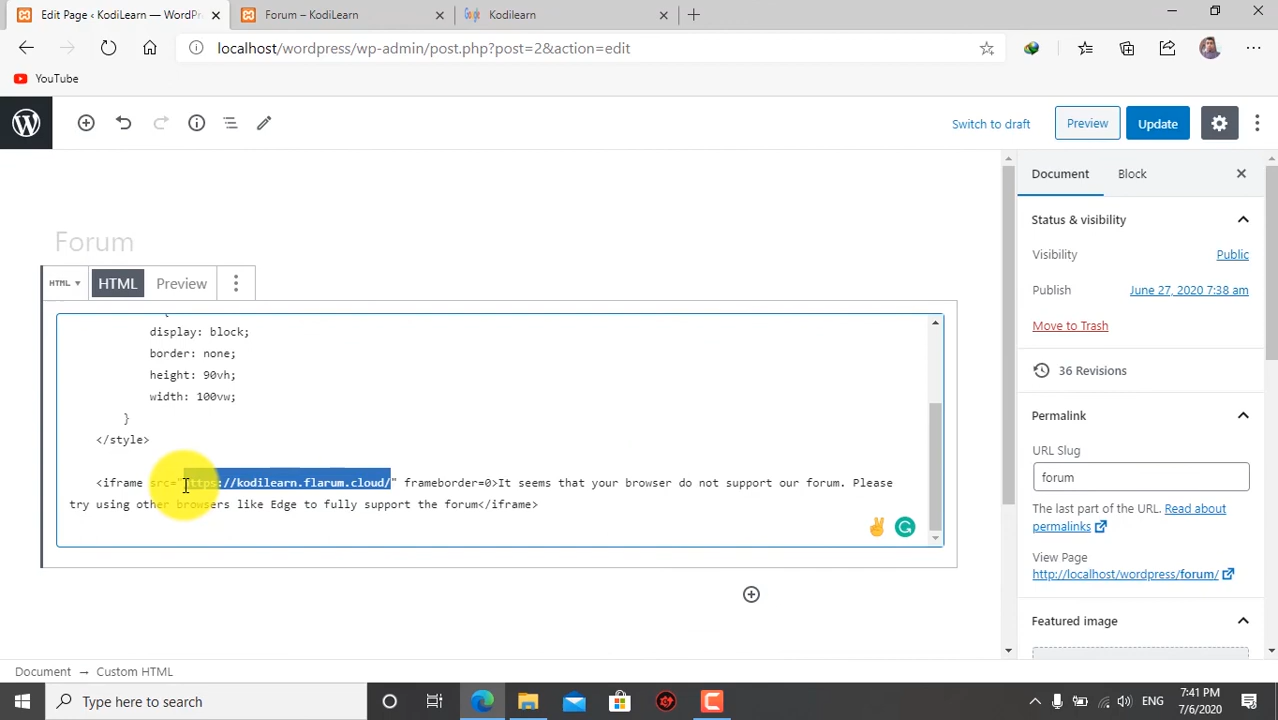 Edit Page ‹ KodiLearn — WordPr
Forum – KodiLearn
Kodilearn
localhost/wordpress/wp-admin/post.php?post=2&action=edit
YouTube
Switch to draft
Preview
Update
Document
Block
Status & visibility
Visibility
Public
Publish
June 27, 2020 7:38 am
Move to Trash
36 Revisions
Permalink
URL Slug
forum
The last part of the URL. Read about
permalinks
View Page
http://localhost/wordpress/forum/
Featured image
Forum
HTML
HTML
Preview
{
display: block;
border: none;
height: 90vh;
width: 100vw;
}
</style>
<iframe src="https://kodilearn.flarum.cloud/" frameborder=0>It seems that your browser do not support our forum. Please
try using other browsers like Edge to fully support the forum</iframe>
Document → Custom HTML
Type here to search
ENG
7:41 PM
7/6/2020